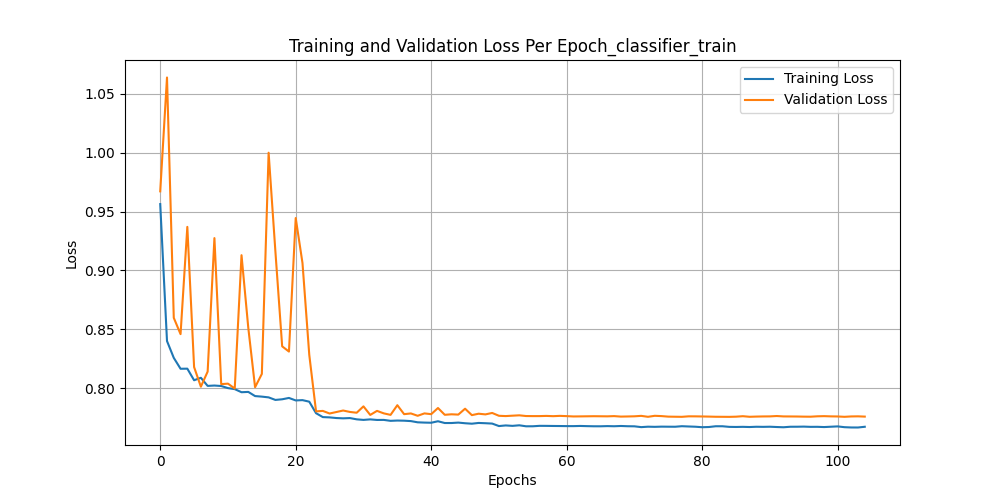 Training and Validation Loss Per Epoch_classifier_train
Training Loss
Validation Loss
1.05
1.00
0.95
0.90
0.85
0.80
Loss
0 20 40 60 80 100
Epochs